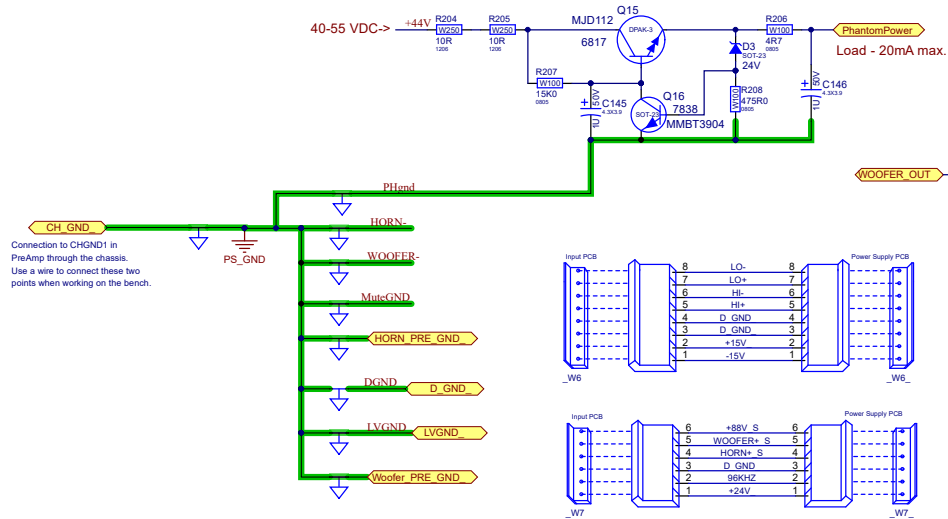 40-55 VDC->
+44V
R204
W250
10R
1206
R205
W250
10R
1206
Q15
MJD112
DPAK-3
6817
D3
SOT-23
24V
R206
W100
4R7
0805
PhantomPower
Load - 20mA max.
R207
W100
15K0
0805
+
50V
C145
4.3X3.9
1U
Q16
7838
SOT-23
MMBT3904
R208
W100
475R0
0805
+
50V
C146
4.3X3.9
1U
WOOFER_OUT
PHgnd
CH_GND_
HORN-
PS_GND
Connection to CHGND1 in
PreAmp through the chassis.
Use a wire to connect these two
points when working on the bench.
WOOFER-
MuteGND
HORN_PRE_GND_
DGND
D_GND_
LVGND
LVGND_
Woofer_PRE_GND_
Input PCB
Power Supply PCB
8 LO- 8
7 LO+ 7
6 HI- 6
5 HI+ 5
4 D_GND_ 4
3 D_GND_ 3
2 +15V 2
1 -15V 1
_W6
_W6_
Input PCB
Power Supply PCB
6 +88V_S 6
5 WOOFER+_S 5
4 HORN+_S 4
3 D_GND 3
2 96KHZ 2
1 +24V 1
_W7
_W7_